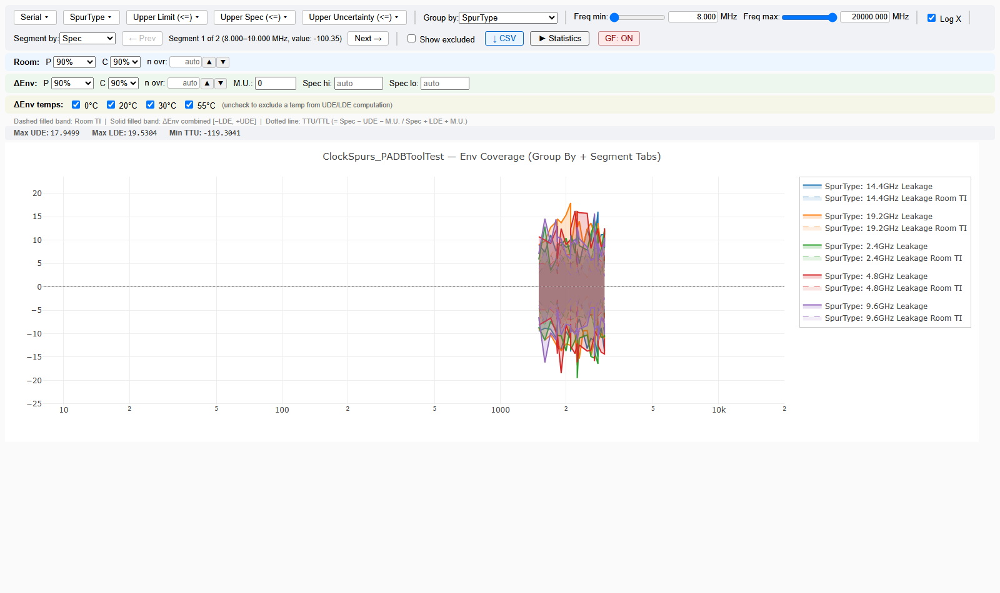 Serial ▾ SpurType ▾ Upper Limit (<=) ▾ Upper Spec (<=) ▾ Upper Uncertainty (<=) ▾ Group by: SpurType Freq min: 8.000 MHz Freq max: 20000.000 MHz Log X
Segment by: Spec ← Prev Segment 1 of 2 (8.000–10.000 MHz, value: -100.35) Next → Show excluded ↓ CSV ► Statistics GF: ON
Room: P 90% C 90% n ovr: auto ▲ ▼
ΔEnv: P 90% C 90% n ovr: auto ▲ ▼ M.U.: 0 Spec hi: auto Spec lo: auto
ΔEnv temps: 0°C 20°C 30°C 55°C (uncheck to exclude a temp from UDE/LDE computation)
Dashed filled band: Room TI | Solid filled band: ΔEnv combined [−LDE, +UDE] | Dotted line: TTU/TTL (= Spec − UDE − M.U. / Spec + LDE + M.U.)
Max UDE: 17.9499 Max LDE: 19.5304 Min TTU: -119.3041
ClockSpurs_PADBToolTest — Env Coverage (Group By + Segment Tabs)
20
15
10
5
0
−5
−10
−15
−20
−25
10 2 5 100 2 5 1000 2 5 10k 2
SpurType: 14.4GHz Leakage
SpurType: 14.4GHz Leakage Room TI
SpurType: 19.2GHz Leakage
SpurType: 19.2GHz Leakage Room TI
SpurType: 2.4GHz Leakage
SpurType: 2.4GHz Leakage Room TI
SpurType: 4.8GHz Leakage
SpurType: 4.8GHz Leakage Room TI
SpurType: 9.6GHz Leakage
SpurType: 9.6GHz Leakage Room TI